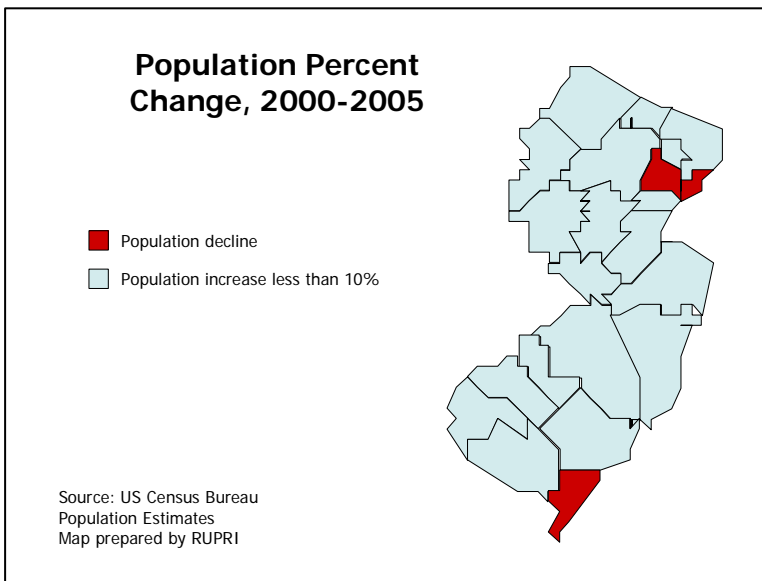 Population Percent
Change, 2000-2005
Population decline
Population increase less than 10%
Source: US Census Bureau
Population Estimates
Map prepared by RUPRI